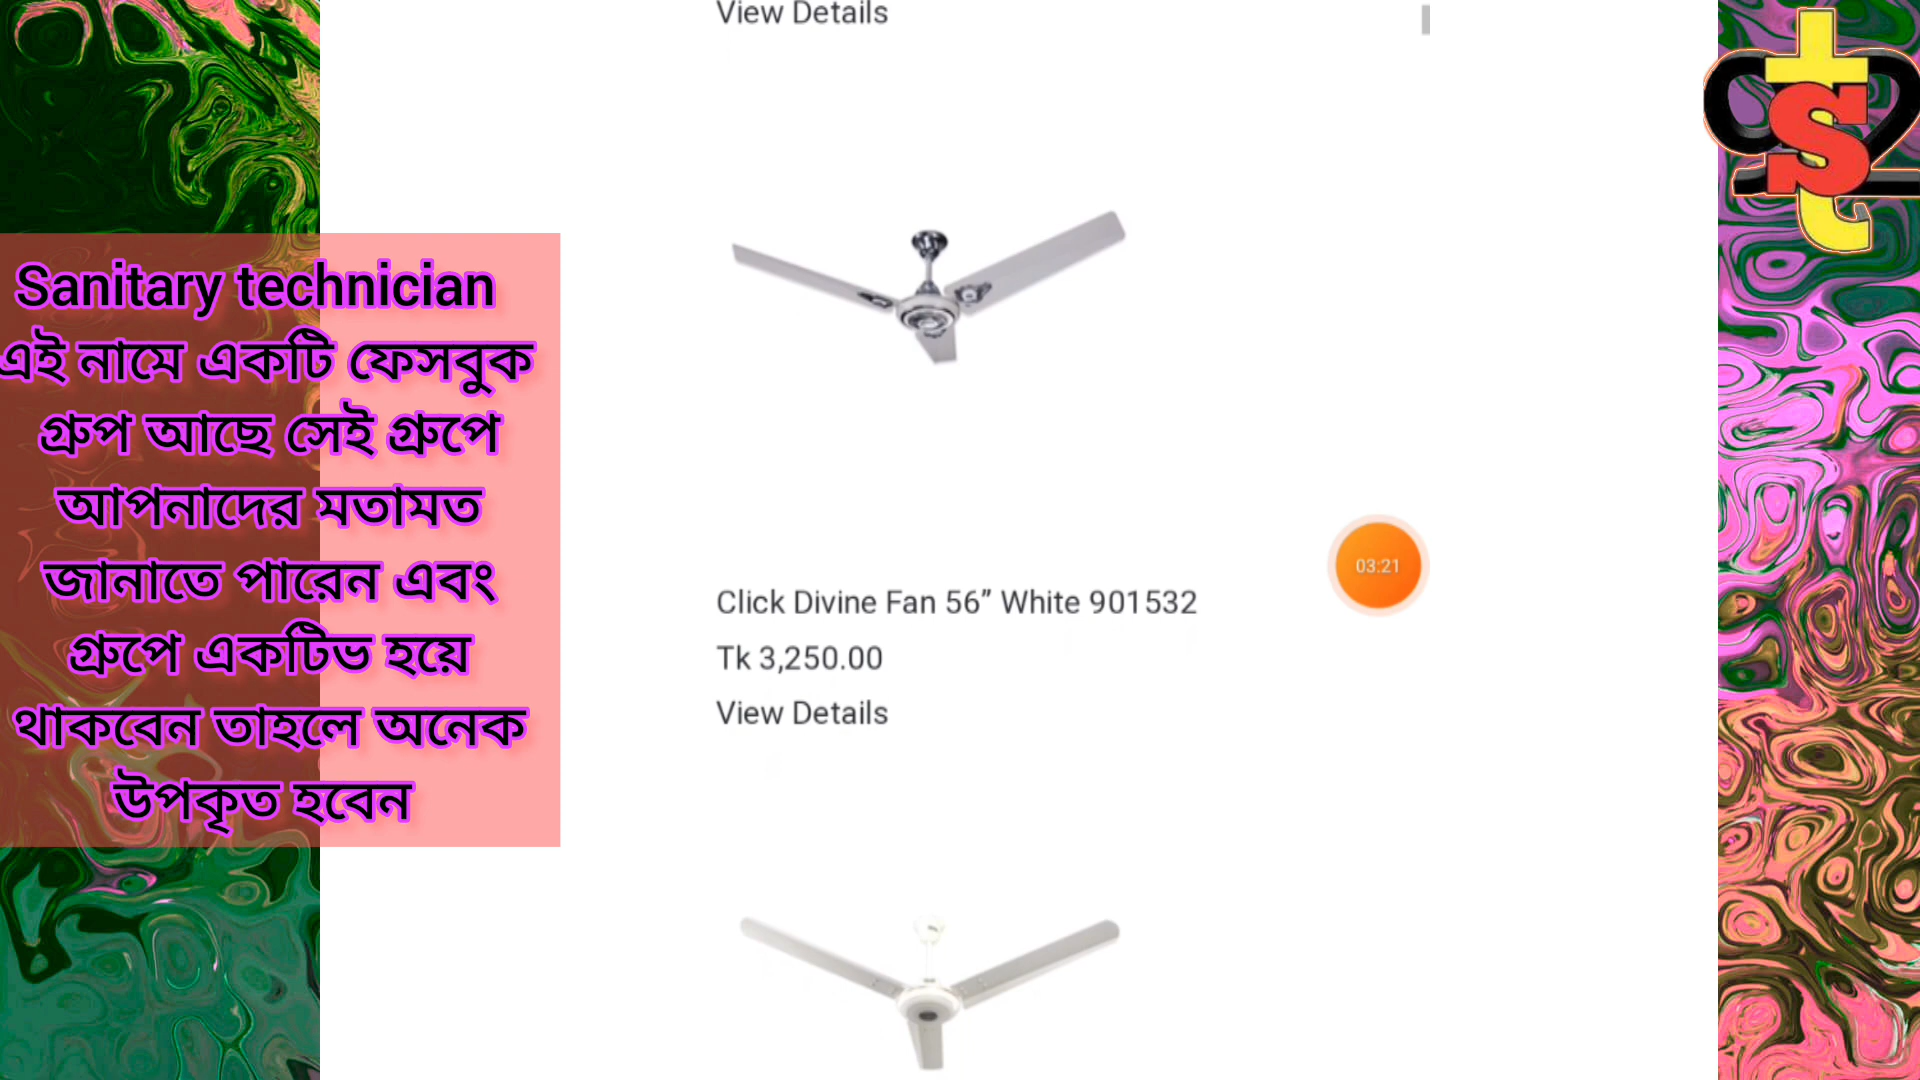 View Details
Sanitary technician
এই নামে একটি ফেসবুক
গ্রুপ আছে সেই গ্রুপে
আপনাদের মতামত
জানাতে পারেন এবং
গ্রুপে একটিভ হয়ে
থাকবেন তাহলে অনেক
উপকৃত হবেন
03:21
Click Divine Fan 56” White 901532
Tk 3,250.00
View Details